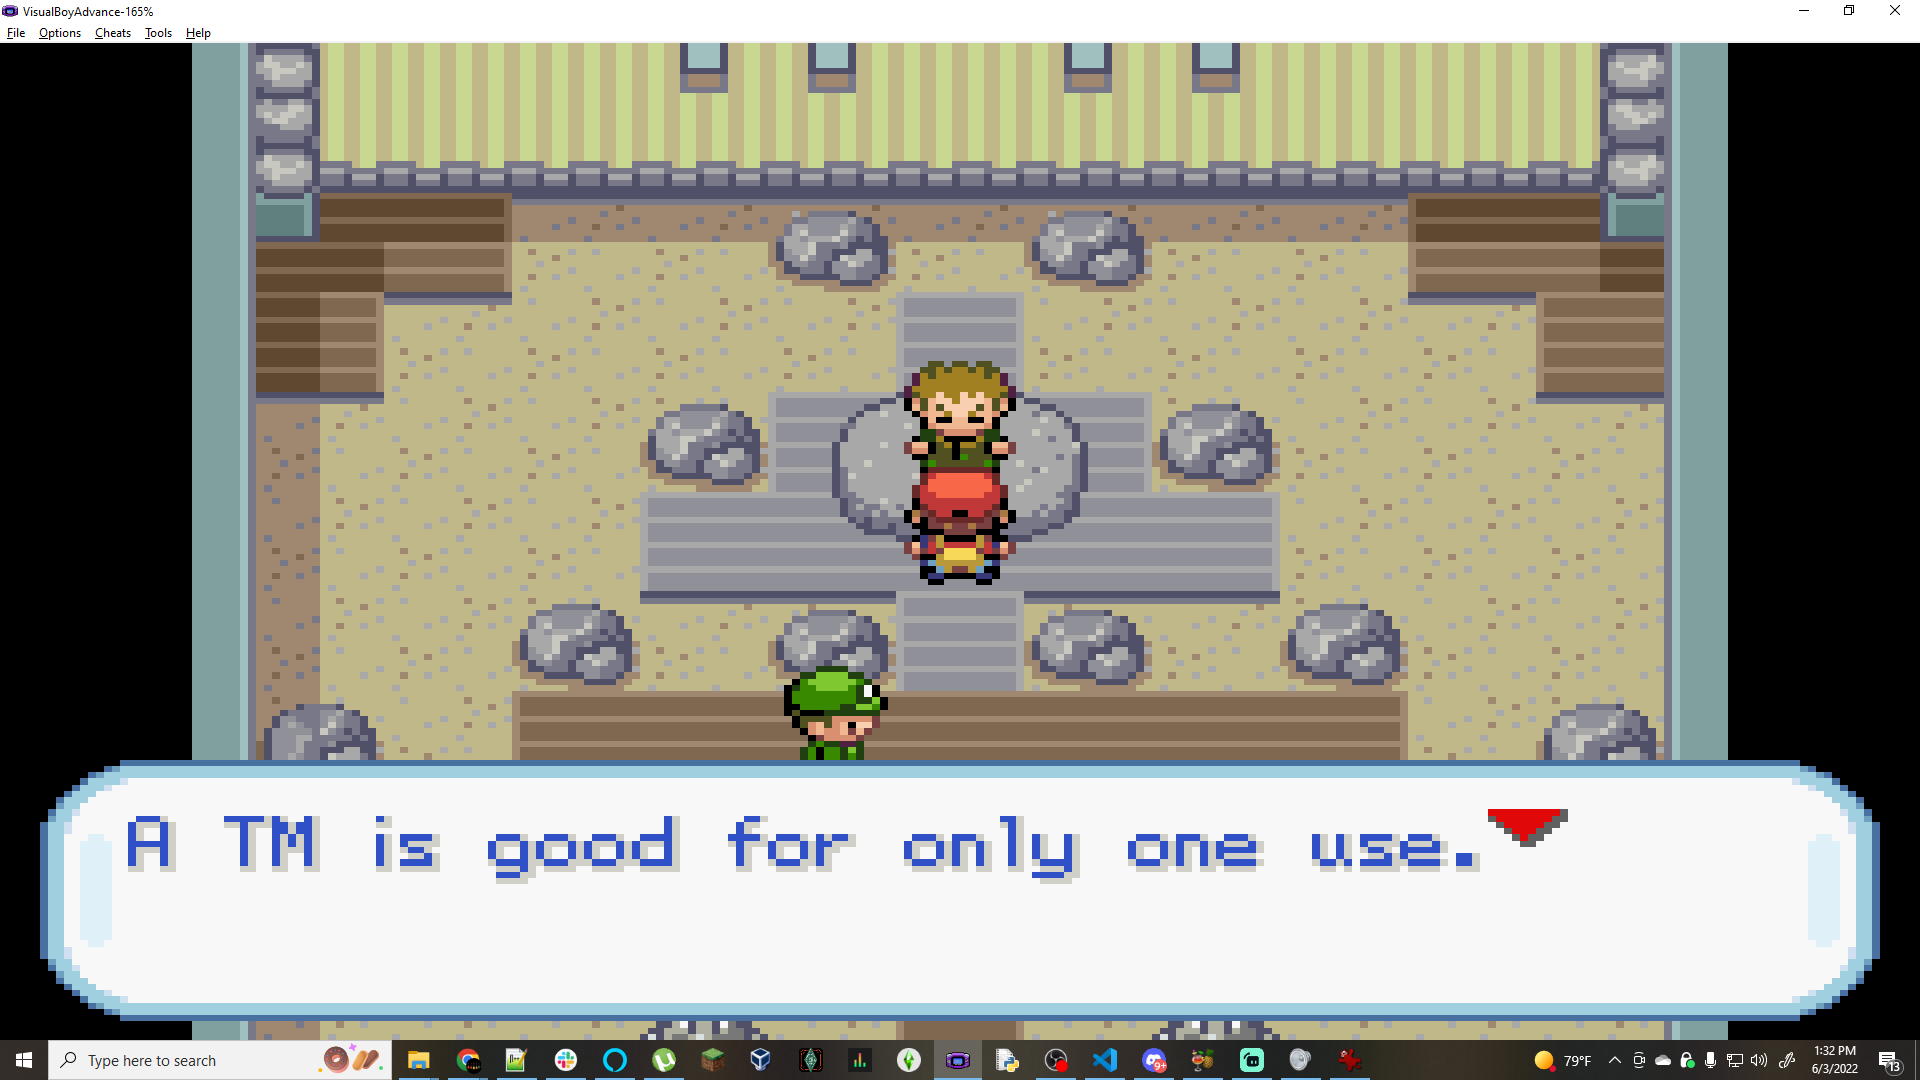 VisualBoyAdvance-165%
File Options Cheats Tools Help
A TM is good for only one use.
Type here to search
9+
79°F
1:32 PM
6/3/2022
13